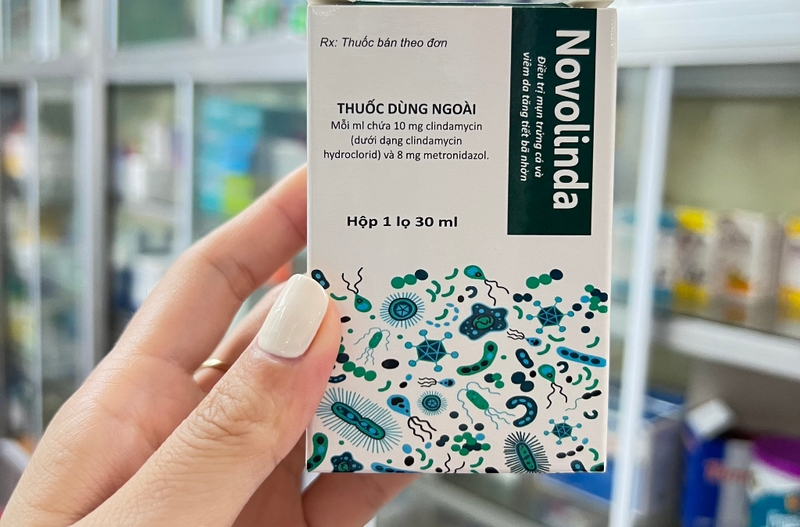 Rx: Thuốc bán theo đơn
Novolinda
Điều trị mụn trứng cá và
viêm da tăng tiết bã nhờn
THUỐC DÙNG NGOÀI
Mỗi ml chứa 10 mg clindamycin
(dưới dạng clindamycin
hydroclorid) và 8 mg metronidazol.
Hộp 1 lọ 30 ml